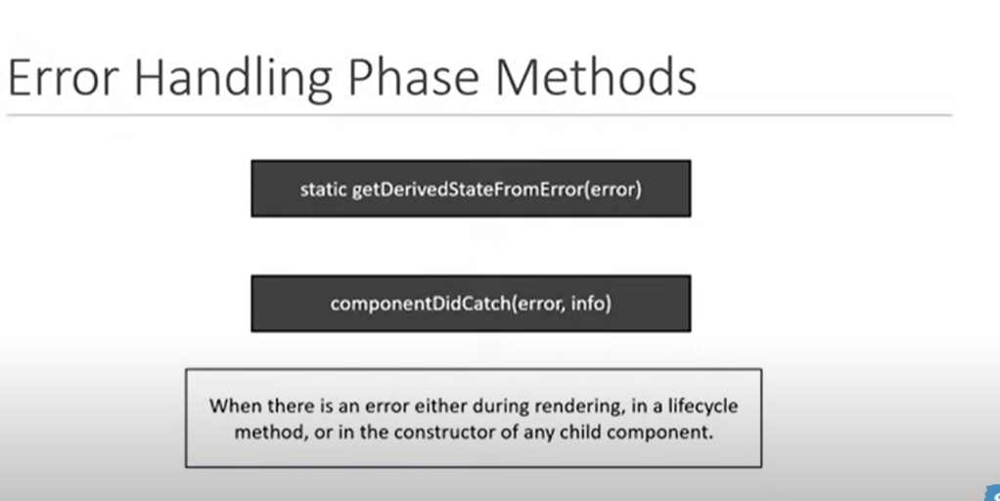 Error Handling Phase Methods
static getDerivedStateFromError(error)
componentDidCatch(error, info)
When there is an error either during rendering, in a lifecycle
method, or in the constructor of any child component.